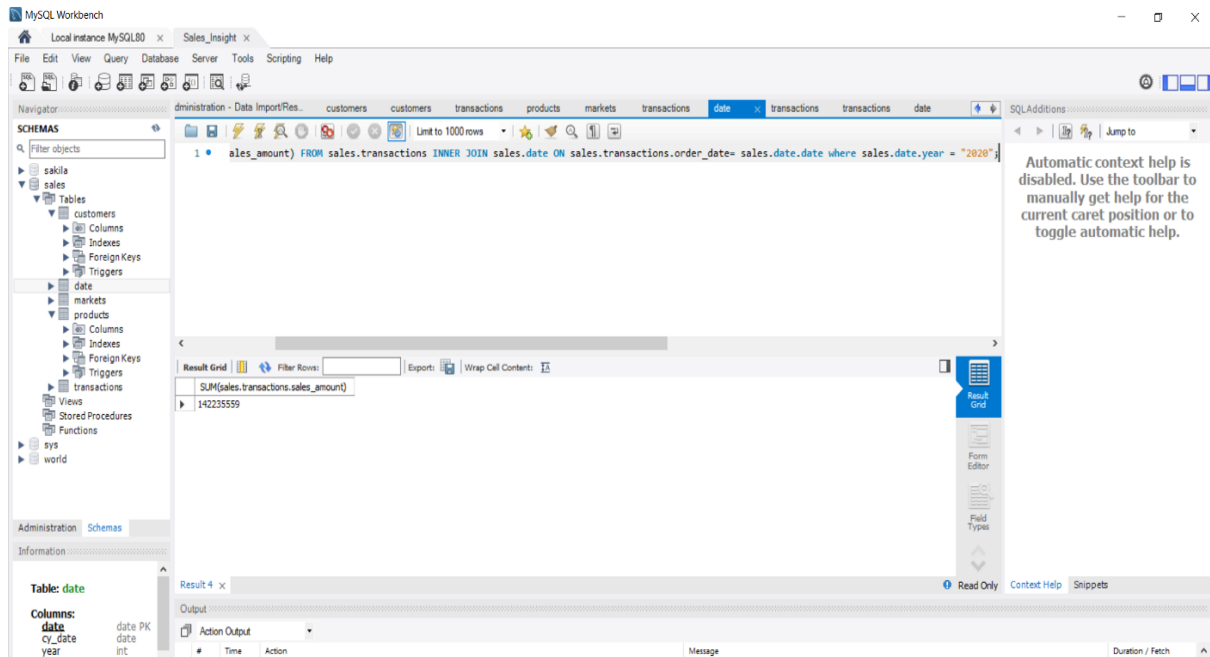 MySQL Workbench
Local instance MySQL80 × Sales_Insight ×
File Edit View Query Database Server Tools Scripting Help
Navigator
SCHEMAS
Filter objects
sakila
sales
Tables
customers
Columns
Indexes
Foreign Keys
Triggers
date
markets
products
Columns
Indexes
Foreign Keys
Triggers
transactions
Views
Stored Procedures
Functions
sys
world
Administration Schemas
Information
Table: date
Columns:
date date PK
cy_date date
year int
dministration - Data Import/Res... customers customers transactions products markets transactions date × transactions transactions date
Limit to 1000 rows
1 ales_amount) FROM sales.transactions INNER JOIN sales.date ON sales.transactions.order_date= sales.date.date where sales.date.year = "2020";
Result Grid Filter Rows: Export: Wrap Cell Content:
SUM(sales.transactions.sales_amount)
142235559
Result
Grid
Form
Editor
Field
Types
Result 4 × Read Only
Output
Action Output
# Time Action Message Duration / Fetch
SQLAdditions
Jump to
Automatic context help is
disabled. Use the toolbar to
manually get help for the
current caret position or to
toggle automatic help.
Context Help Snippets